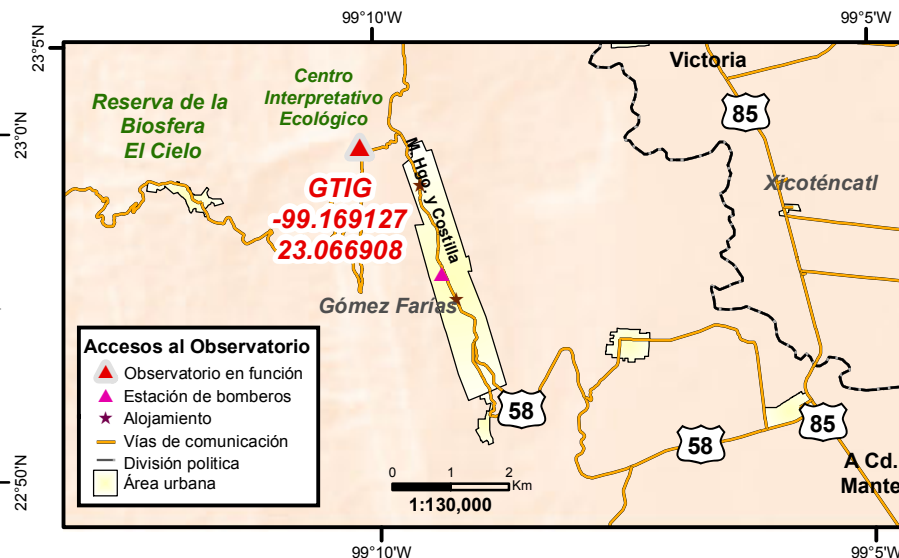 99°10'W
99°5'W
23°5'N
23°0'N
22°50'N
Victoria
85
Centro
Interpretativo
Ecológico
Reserva de la
Biosfera
El Cielo
M. Hgo y Costilla
Xicoténcatl
GTIG
-99.169127
23.066908
Gómez Farías
Accesos al Observatorio
Observatorio en función
Estación de bomberos
Alojamiento
Vías de comunicación
División politica
Área urbana
58
85
58
A Cd.
Mante
0 1 2
Km
1:130,000
99°10'W
99°5'W